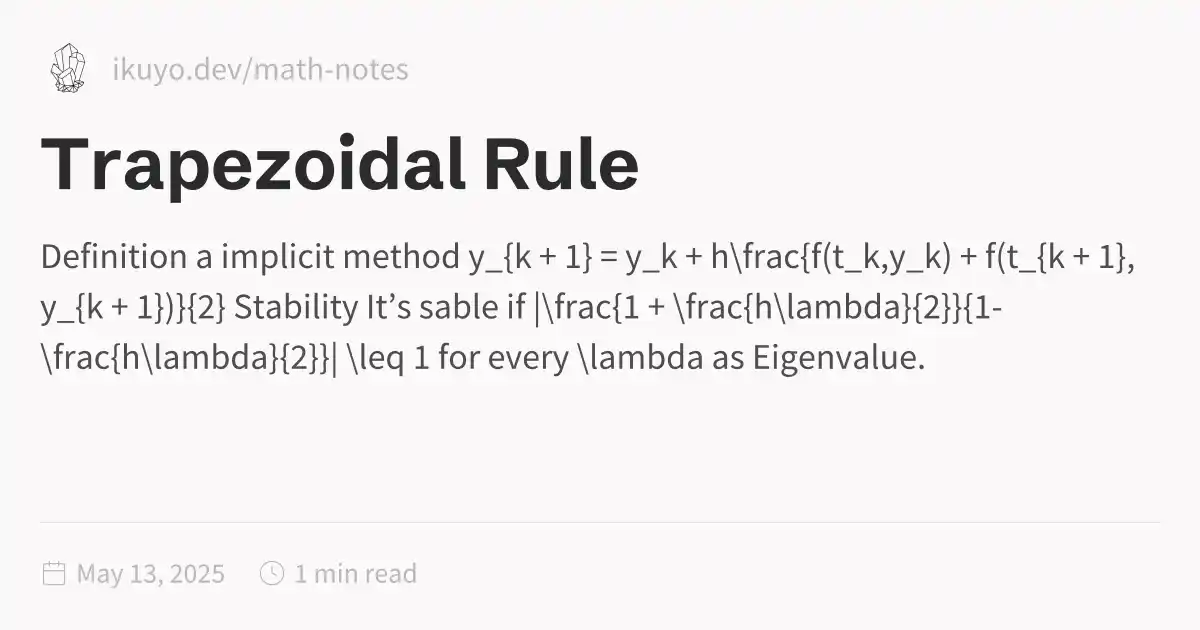 ikuyo.dev/math-notes
Trapezoidal Rule
Definition a implicit method y_{k + 1} = y_k + h\frac{f(t_k,y_k) + f(t_{k + 1},
y_{k + 1})}{2} Stability It’s sable if |\frac{1 + \frac{h\lambda}{2}}{1-
\frac{h\lambda}{2}}| \leq 1 for every \lambda as Eigenvalue.
May 13, 2025 1 min read